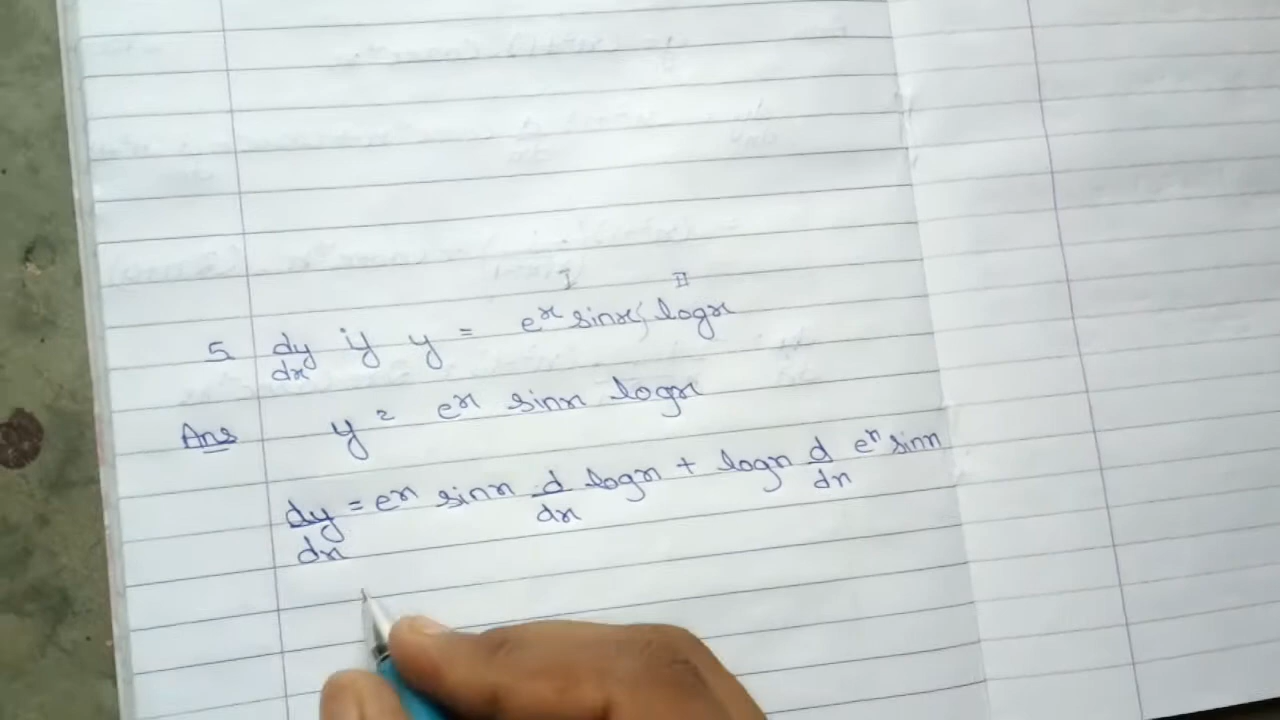 I II
5. dy/dx if y = e^x sinx; logx
Ans y = e^x sinx logx
dy/dx = e^x sinx d/dx logx + logx d/dx e^x sinx